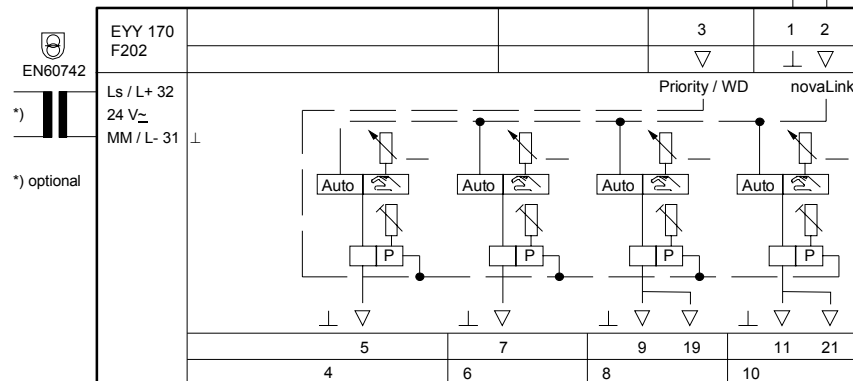 EYY 170
F202
3
1 2
EN60742
Ls / L+ 32
24 V~
MM / L- 31
*)
*) optional
Priority / WD
novaLink
Auto
Auto
Auto
Auto
P
P
P
P
5
7
9 19
11 21
4
6
8
10